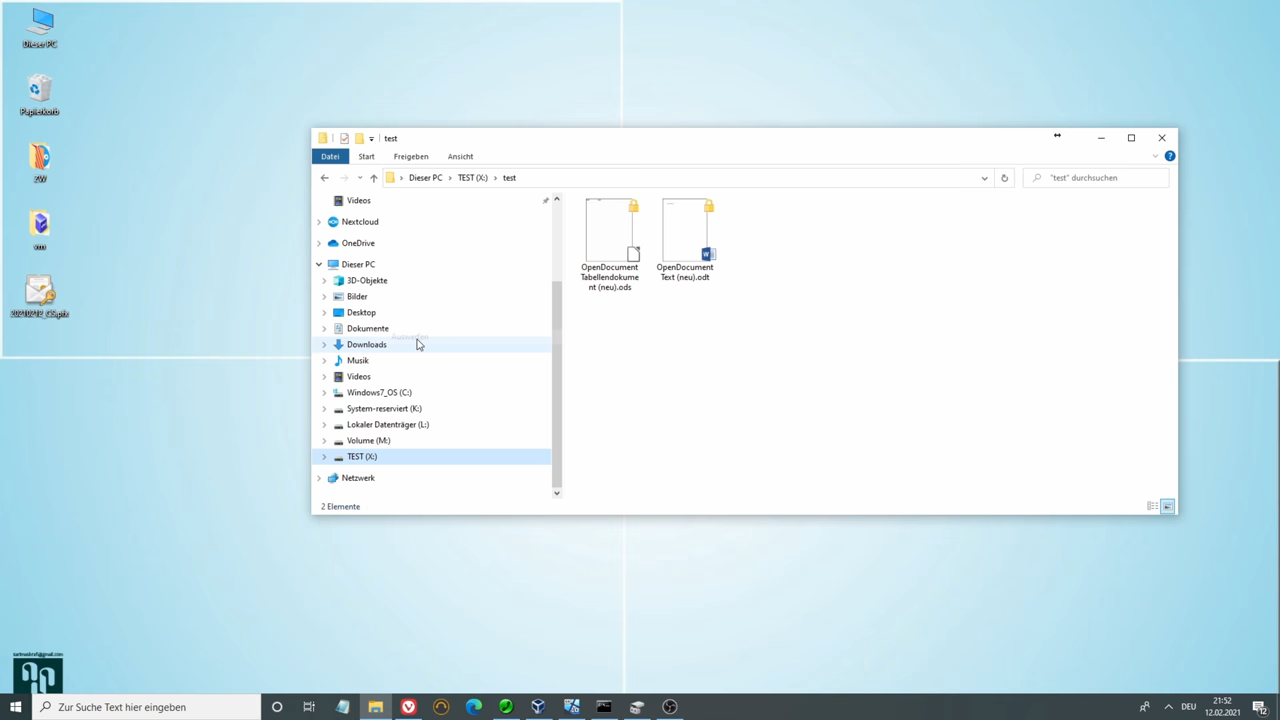 Dieser PC
Papierkorb
ZW
vm
test
Datei
Start
Freigeben
Ansicht
Dieser PC
TEST (X:)
test
"test" durchsuchen
Videos
Nextcloud
OneDrive
Dieser PC
3D-Objekte
Bilder
Desktop
Dokumente
Auswerfen
Downloads
Musik
Videos
Windows7_OS (C:)
System-reserviert (K:)
Lokaler Datenträger (L:)
Volume (M:)
TEST (X:)
Netzwerk
OpenDocument
Tabellendokume
nt (neu).ods
OpenDocument
Text (neu).odt
2 Elemente
Zur Suche Text hier eingeben
DEU
21:52
12.02.2021
12